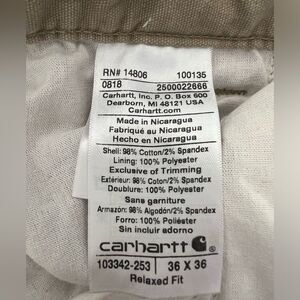 RN# 14806 100135
0818 2500022666
Carhartt, Inc. P. O. Box 600
Dearborn, MI 48121 USA
Carhartt.com
Made in Nicaragua
Fabriqué au Nicaragua
Hecho en Nicaragua
Shell: 98% Cotton/2% Spandex
Lining: 100% Polyester
Exclusive of Trimming
Extérieur: 98% Coton/2% Spandex
Doublure: 100% Polyester
Sans garniture
Armazón: 98% Algodón/2% Spandex
Forro: 100% Poliester
Sin incluir adorno
carhartt
103342-253 36 X 36
Relaxed Fit